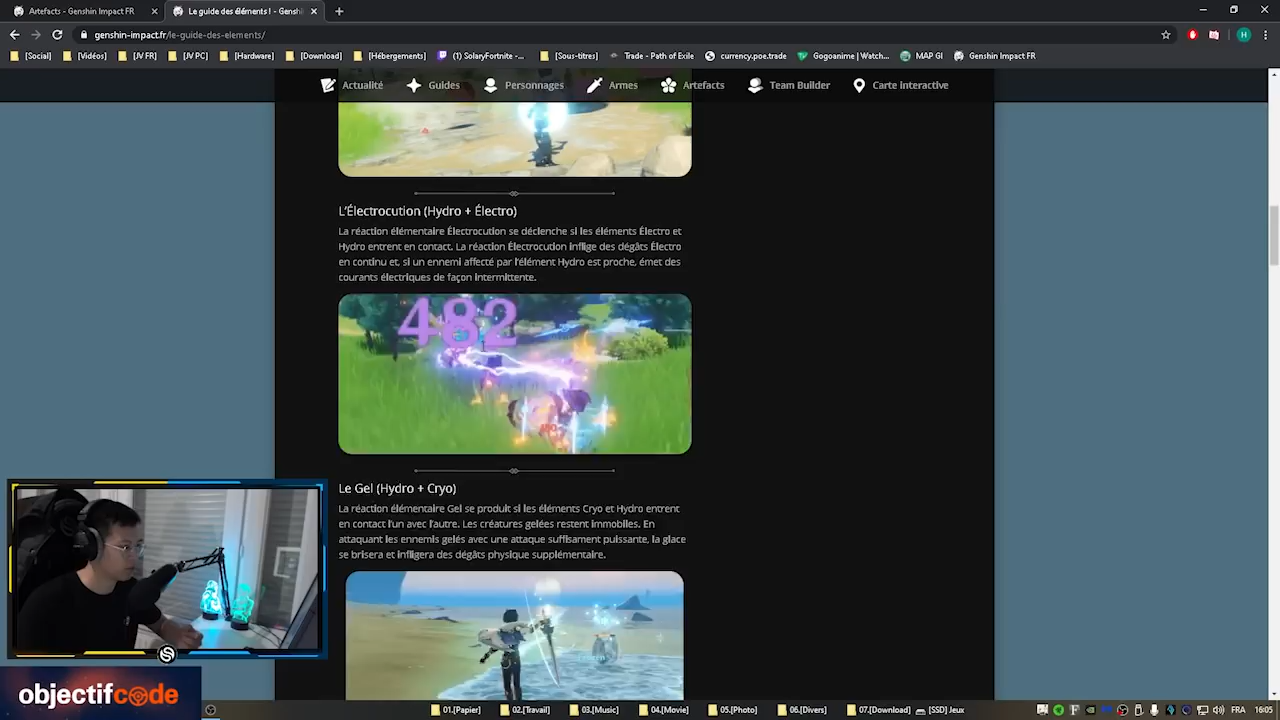 Artefacts - Genshin Impact FR
Le guide des éléments ! - Genshi
genshin-impact.fr/le-guide-des-elements/
H
[Social]
[Vidéos]
[JV FR]
[JV PC]
[Hardware]
[Download]
[Hébergements]
(1) SolaryFortnite -...
[Sous-titres]
Trade - Path of Exile
currency.poe.trade
Gogoanime | Watch...
MAP GI
Genshin Impact FR
Actualité
Guides
Personnages
Armes
Artefacts
Team Builder
Carte interactive
L'Électrocution (Hydro + Électro)
La réaction élémentaire Électrocution se déclenche si les éléments Électro et
Hydro entrent en contact. La réaction Électrocution inflige des dégâts Électro
en continu et, si un ennemi affecté par l'élément Hydro est proche, émet des
courants électriques de façon intermittente.
482
Le Gel (Hydro + Cryo)
La réaction élémentaire Gel se produit si les éléments Cryo et Hydro entrent
en contact l'un avec l'autre. Les créatures gelées restent immobiles. En
attaquant les ennemis gelés avec une attaque suffisament puissante, la glace
se brisera et infligera des dégâts physique supplémentaire.
objectifcode
01.[Papier]
02.[Travail]
03.[Music]
04.[Movie]
05.[Photo]
06.[Divers]
07.[Download]
[SSD] Jeux
FRA
16:05